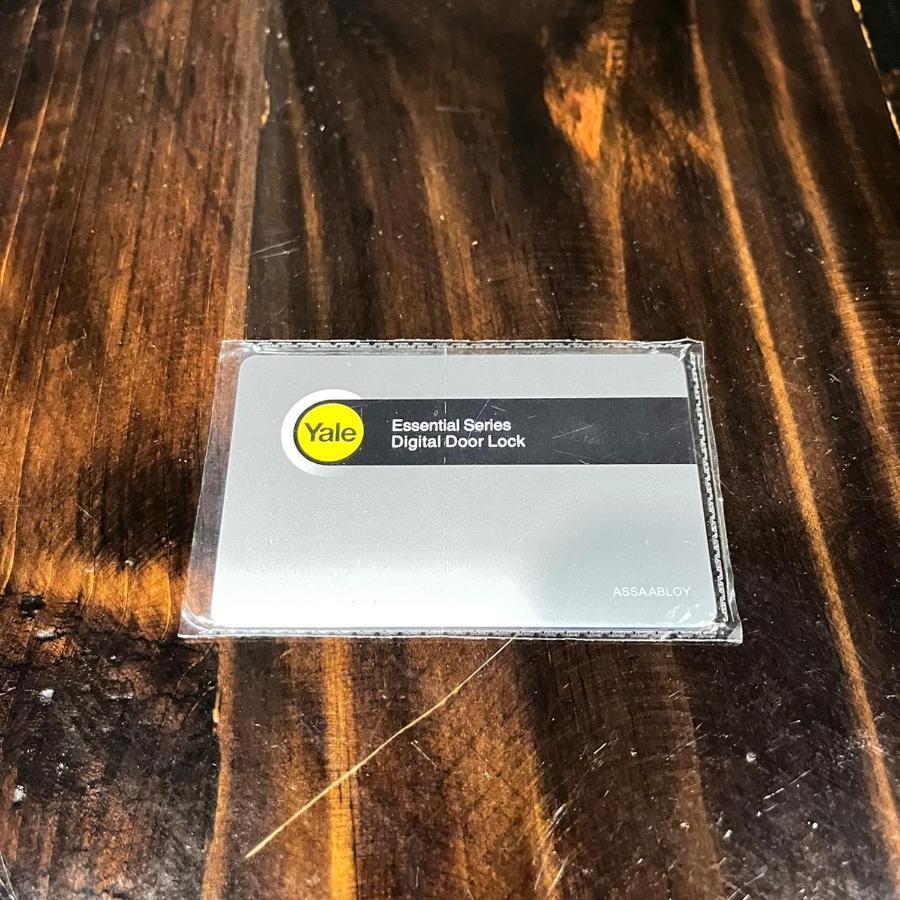 Yale
Essential Series
Digital Door Lock
ASSA ABLOY